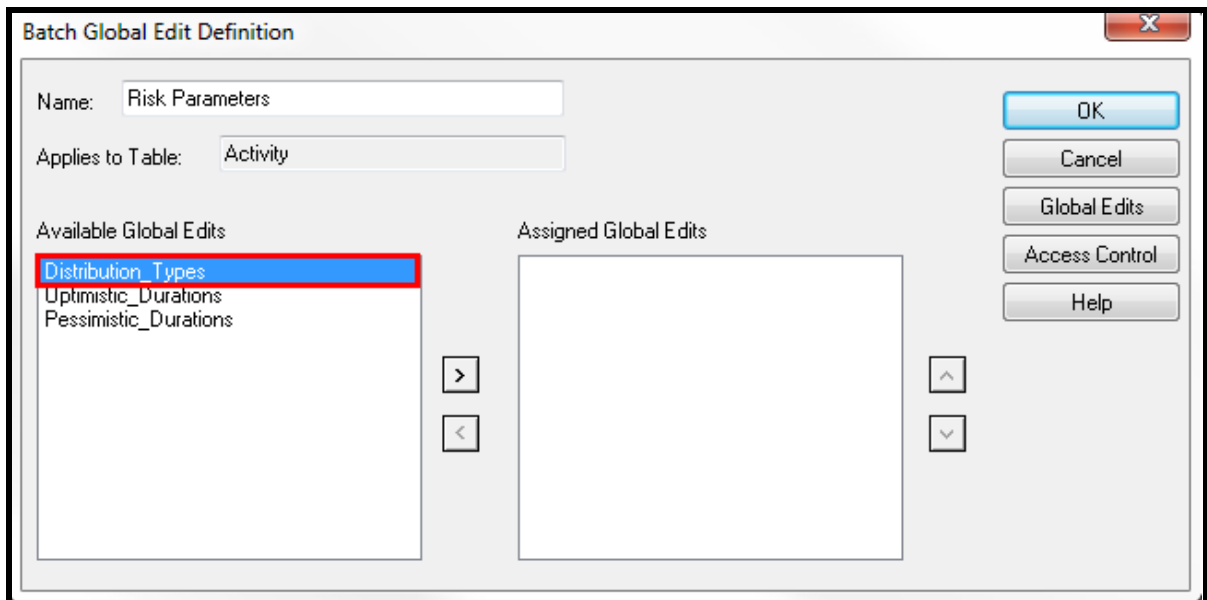 Batch Global Edit Definition
Name: Risk Parameters
OK
Applies to Table: Activity
Cancel
Global Edits
Available Global Edits
Assigned Global Edits
Access Control
Distribution_Types
Optimistic_Durations
Help
Pessimistic_Durations
>
<